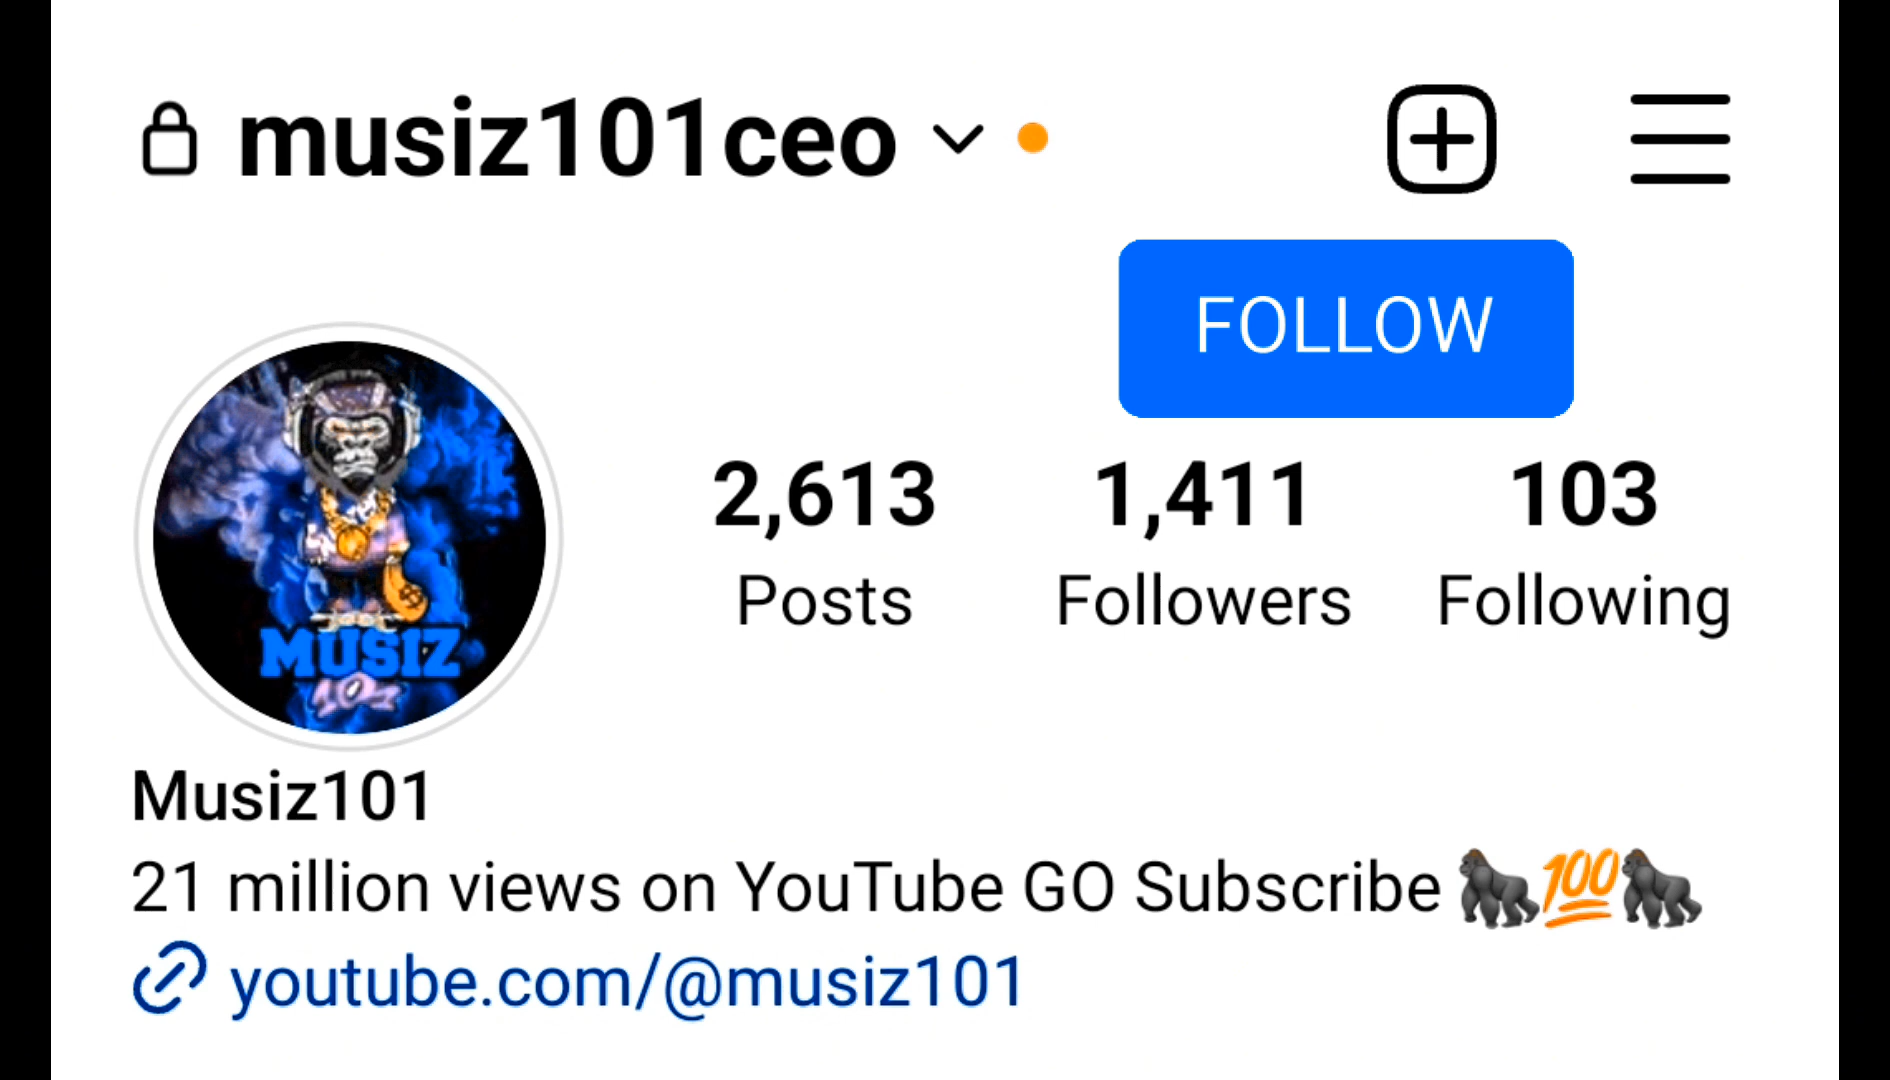 musiz101ceo
FOLLOW
2,613 1,411 103
Posts Followers Following
MUSIZ
101
Musiz101
21 million views on YouTube GO Subscribe 🦍💯🦍
youtube.com/@musiz101